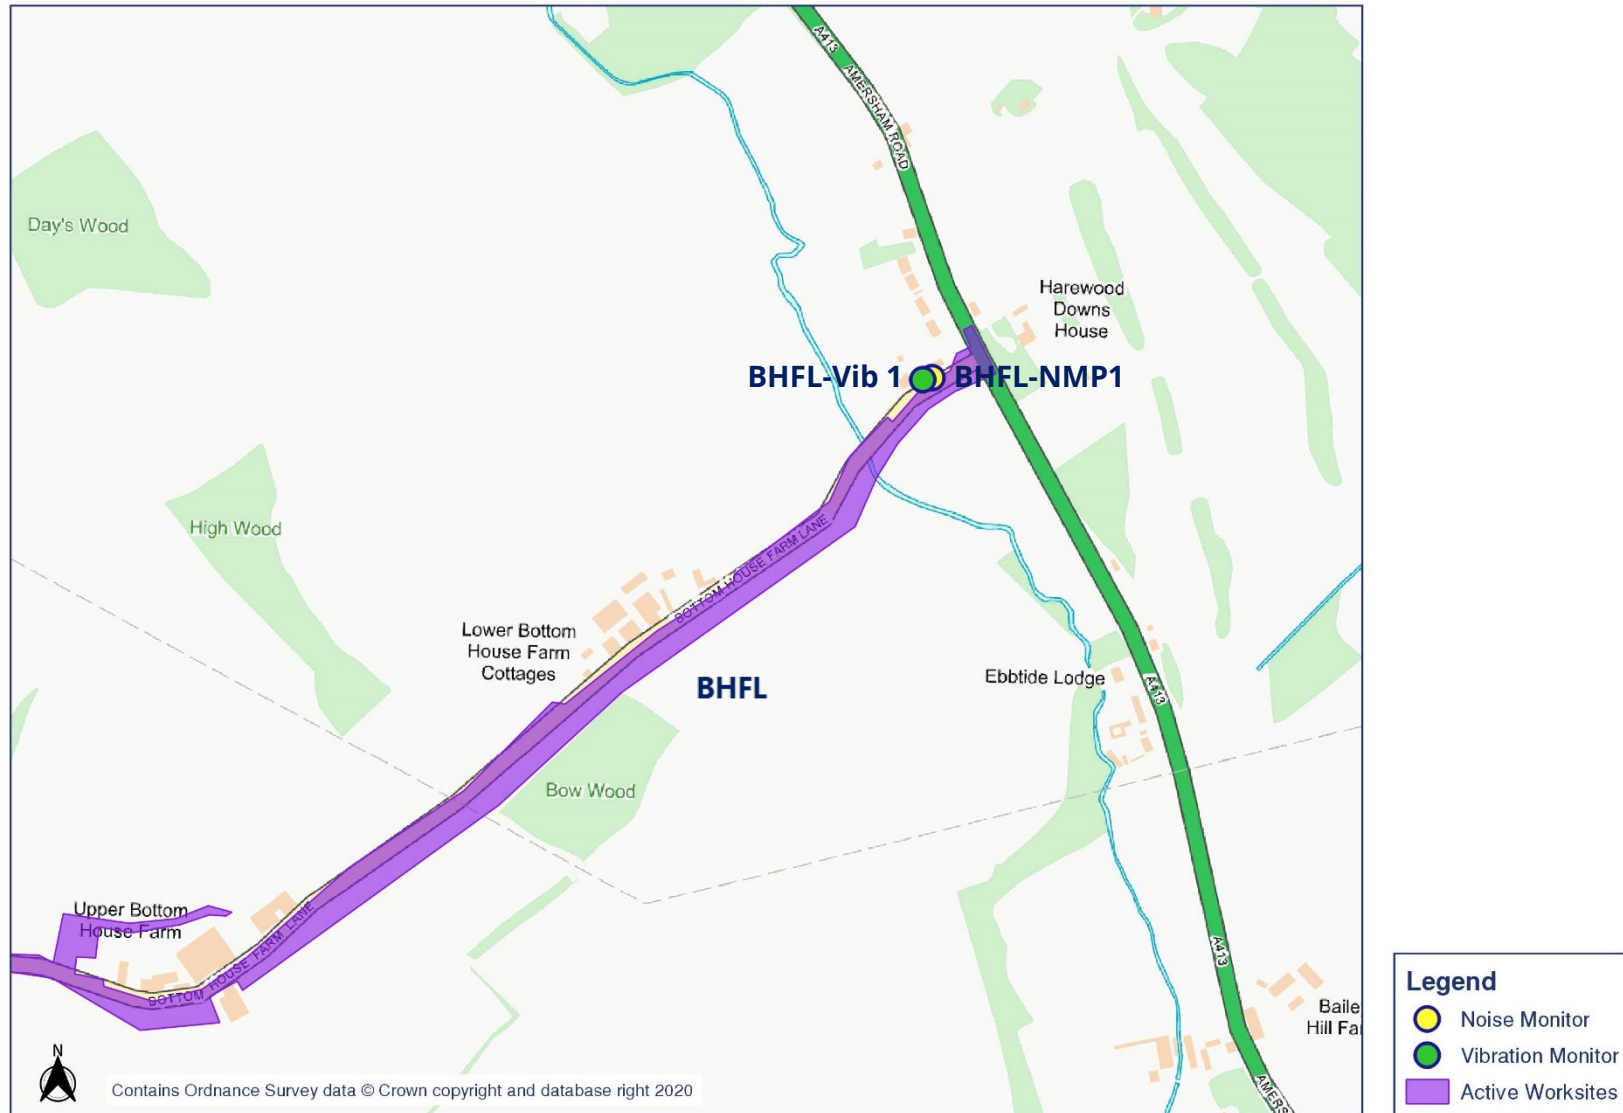 A413
AMERSHAM ROAD
Day's Wood
Harewood
Downs
House
BHFL-Vib 1
BHFL-NMP1
High Wood
BOTTOM HOUSE FARM LANE
Lower Bottom
House Farm
Cottages
BHFL
Ebbtide Lodge
A413
Bow Wood
Upper Bottom
House Farm
BOTTOM HOUSE FARM LANE
A413
Baile
Hill Fa
AMERS
N
Contains Ordnance Survey data © Crown copyright and database right 2020
Legend
Noise Monitor
Vibration Monitor
Active Worksites